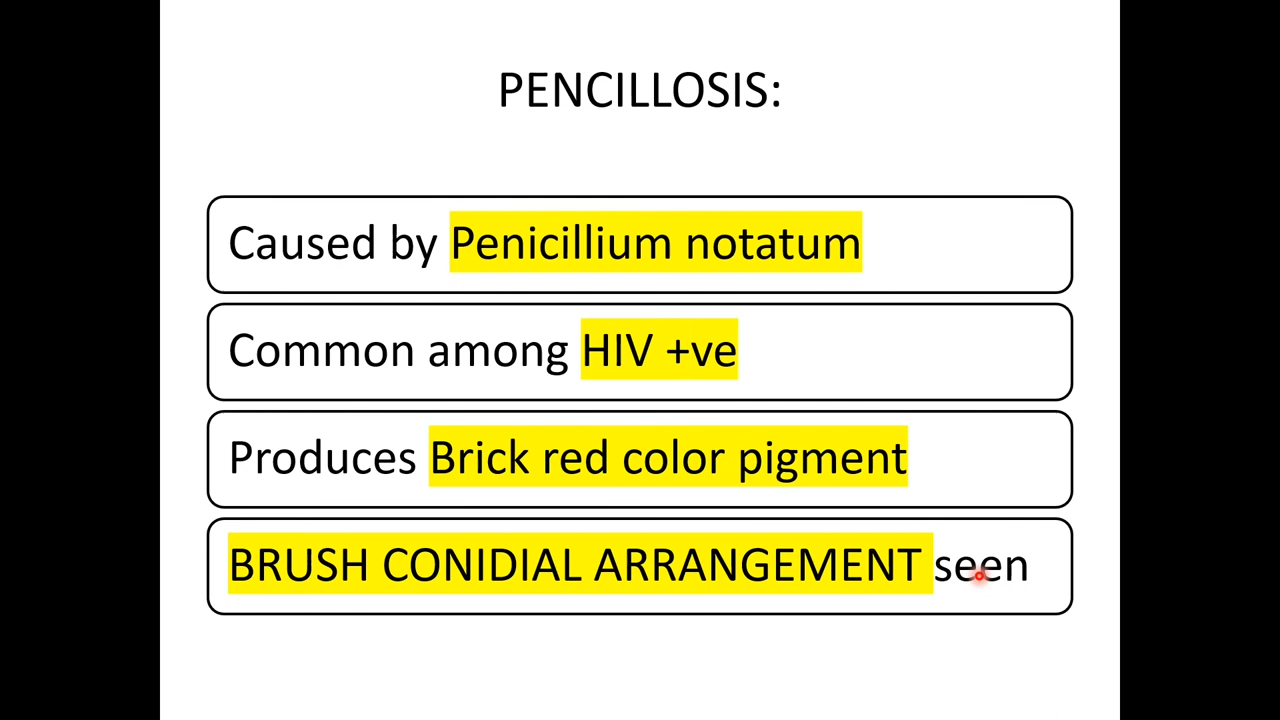 PENCILLOSIS:
Caused by Penicillium notatum
Common among HIV +ve
Produces Brick red color pigment
BRUSH CONIDIAL ARRANGEMENT seen